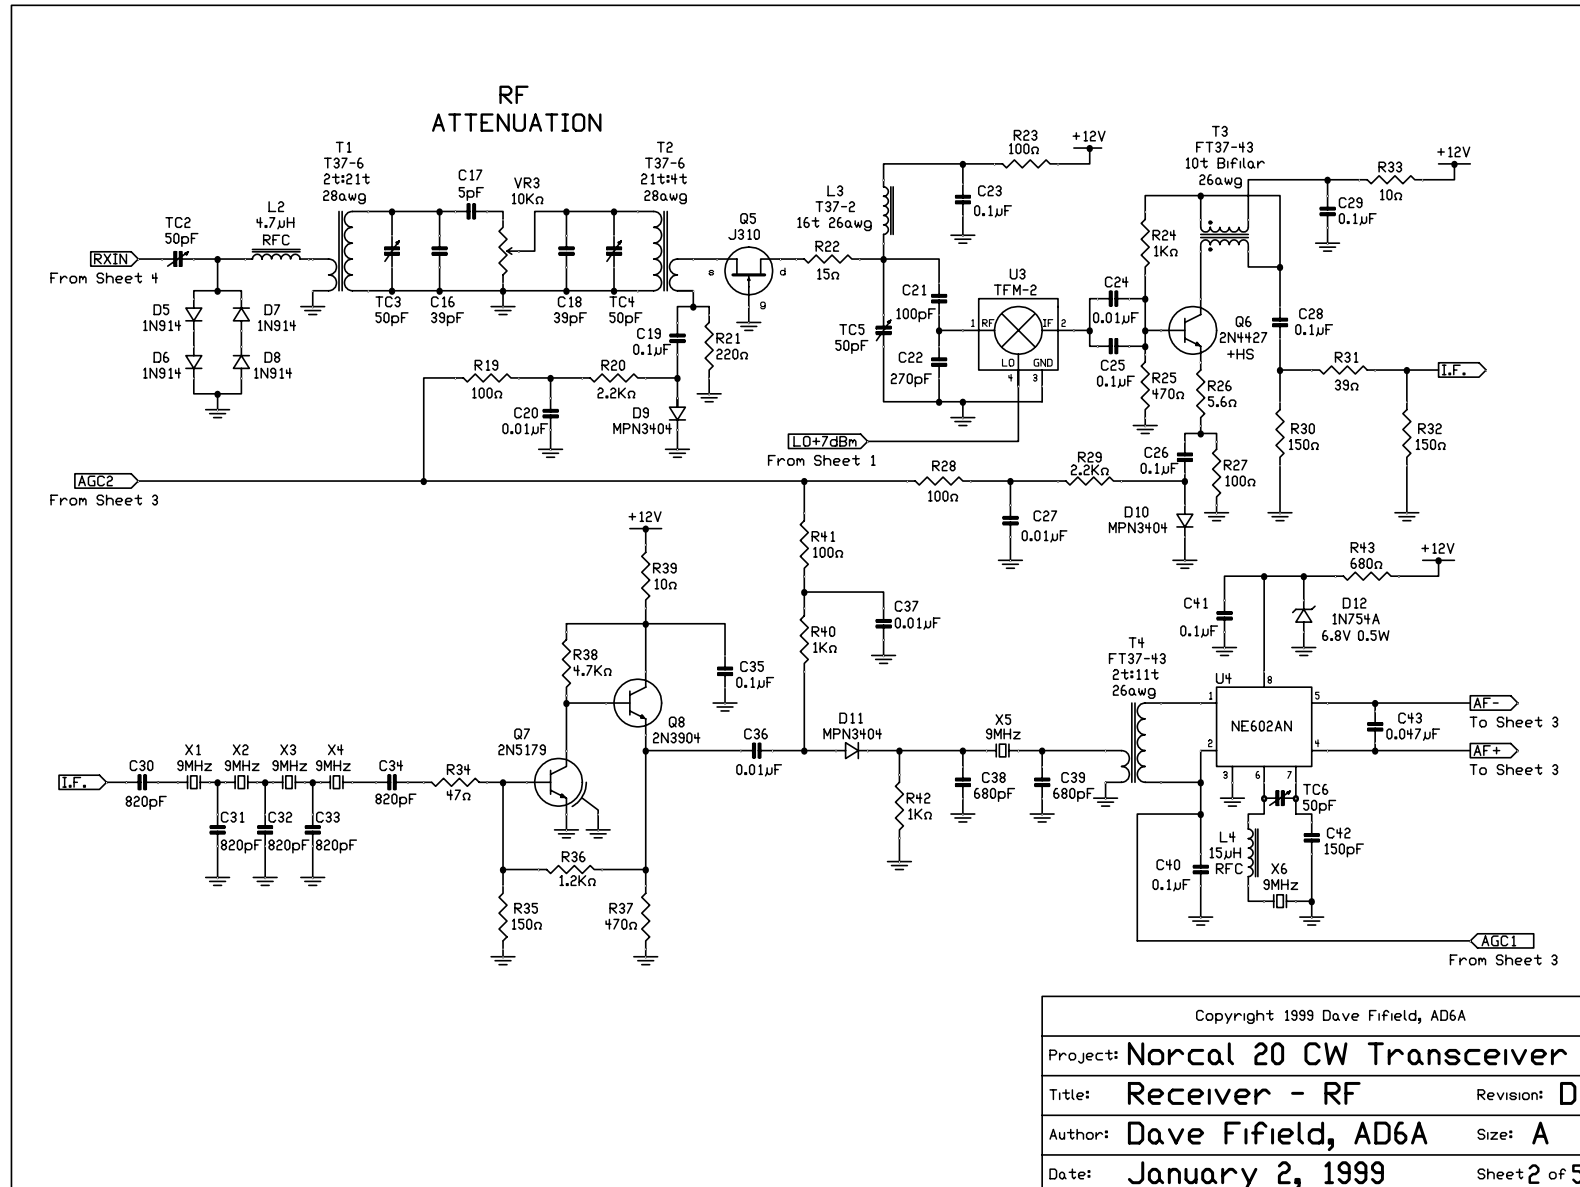 RF
ATTENUATION
T1
T37-6
2t:21t
28awg
C17
5pF
VR3
10KΩ
T2
T37-6
21t:4t
28awg
TC2
50pF
L2
4.7µH
RFC
RXIN
From Sheet 4
D5
1N914
D7
1N914
D6
1N914
D8
1N914
TC3
50pF
C16
39pF
C18
39pF
TC4
50pF
Q5
J310
s
d
g
C19
0.1µF
R21
220Ω
R19
100Ω
R20
2.2KΩ
C20
0.01µF
D9
MPN3404
L3
T37-2
16t 26awg
R22
15Ω
C23
0.1µF
R23
100Ω
+12V
TC5
50pF
C21
100pF
C22
270pF
U3
TFM-2
1
RF
IF
2
LO
GND
4
3
LO+7dBm
From Sheet 1
C24
0.01µF
C25
0.1µF
R24
1KΩ
R25
470Ω
T3
FT37-43
10t Bifilar
26awg
R33
10Ω
+12V
C29
0.1µF
Q6
2N4427
+HS
C28
0.1µF
R26
5.6Ω
R31
39Ω
I.F.
R30
150Ω
R32
150Ω
C26
0.1µF
R27
100Ω
AGC2
From Sheet 3
R28
100Ω
R29
2.2KΩ
C27
0.01µF
D10
MPN3404
+12V
R39
10Ω
R38
4.7KΩ
C35
0.1µF
Q8
2N3904
Q7
2N5179
R41
100Ω
R40
1KΩ
C37
0.01µF
I.F.
C30
820pF
X1
9MHz
X2
9MHz
X3
9MHz
X4
9MHz
C34
820pF
R34
47Ω
C31
820pF
C32
820pF
C33
820pF
R36
1.2KΩ
R35
150Ω
R37
470Ω
C36
0.01µF
D11
MPN3404
R42
1KΩ
X5
9MHz
C38
680pF
C39
680pF
T4
FT37-43
2t:11t
26awg
C41
0.1µF
D12
1N754A
6.8V 0.5W
R43
680Ω
+12V
U4
NE602AN
1
2
3
6
7
8
5
4
C43
0.047µF
AF-
To Sheet 3
AF+
To Sheet 3
TC6
50pF
C42
150pF
L4
15µH
RFC
X6
9MHz
C40
0.1µF
AGC1
From Sheet 3
Copyright 1999 Dave Fifield, AD6A
Project: Norcal 20 CW Transceiver
Title: Receiver - RF Revision: D
Author: Dave Fifield, AD6A Size: A
Date: January 2, 1999 Sheet 2 of 5